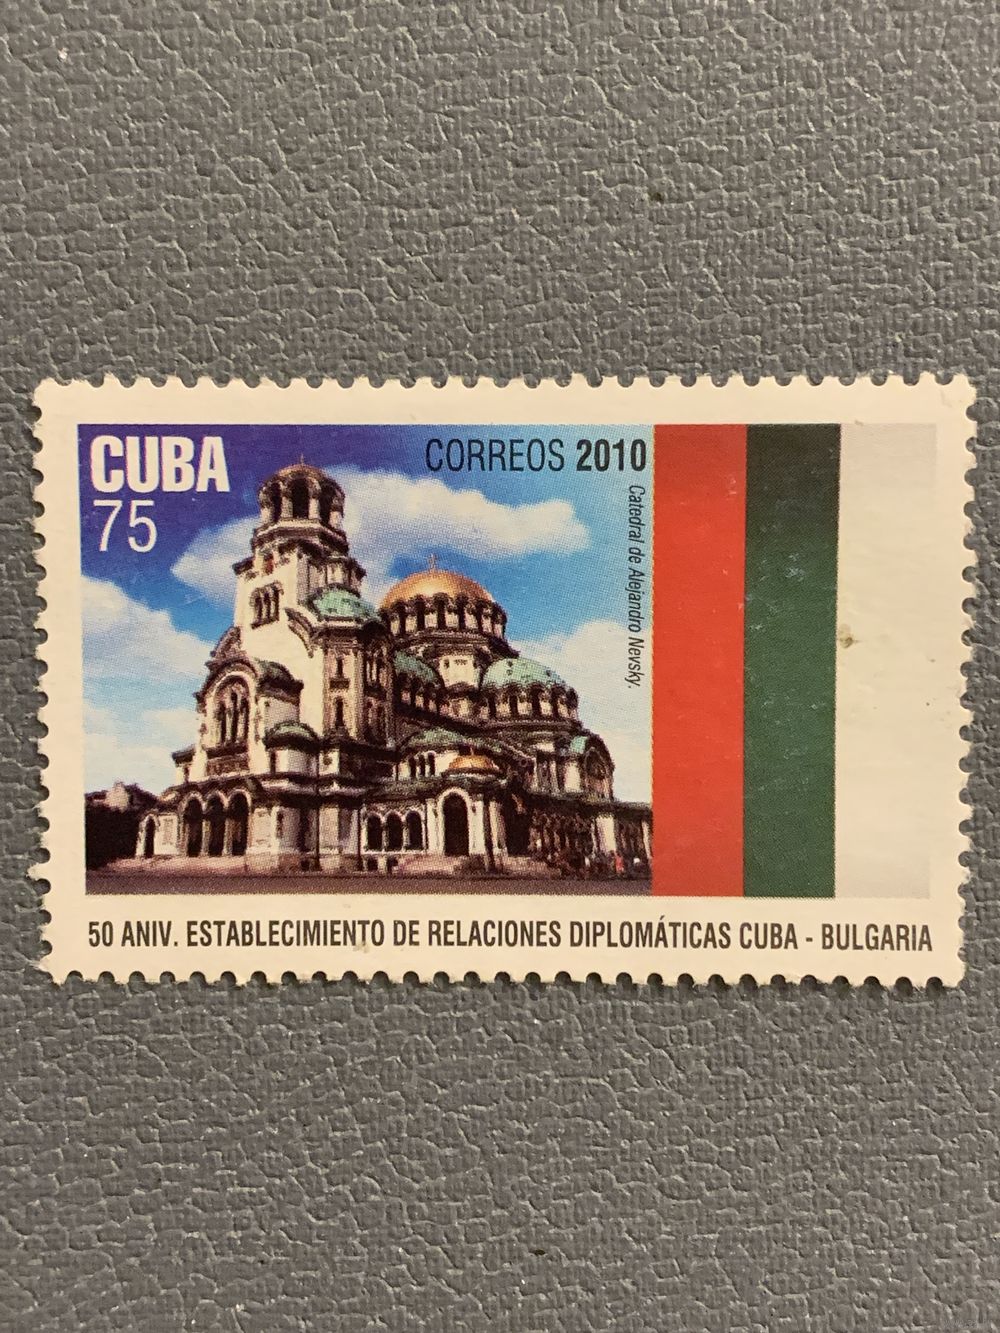 CUBA
75
CORREOS 2010
Catedral de Alejandro Nevsky.
50 ANIV. ESTABLECIMIENTO DE RELACIONES DIPLOMÁTICAS CUBA - BULGARIA